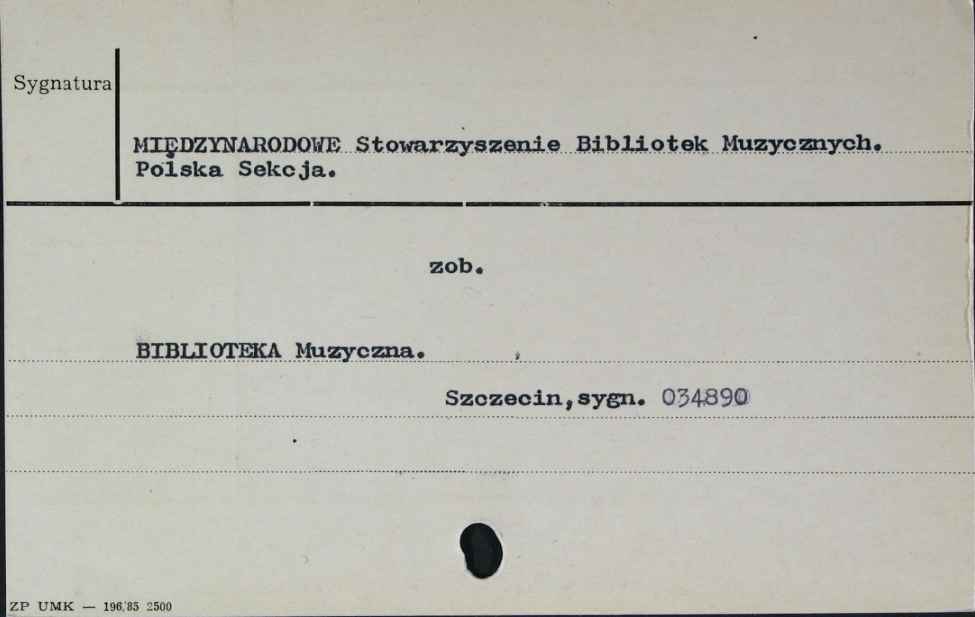 Sygnatura
MIĘDZYNARODOWE Stowarzyszenie Bibliotek Muzycznych.
Polska Sekcja.
zob.
BIBLIOTEKA Muzyczna.
Szczecin,sygn. 034890
ZP UMK — 196/85 2500